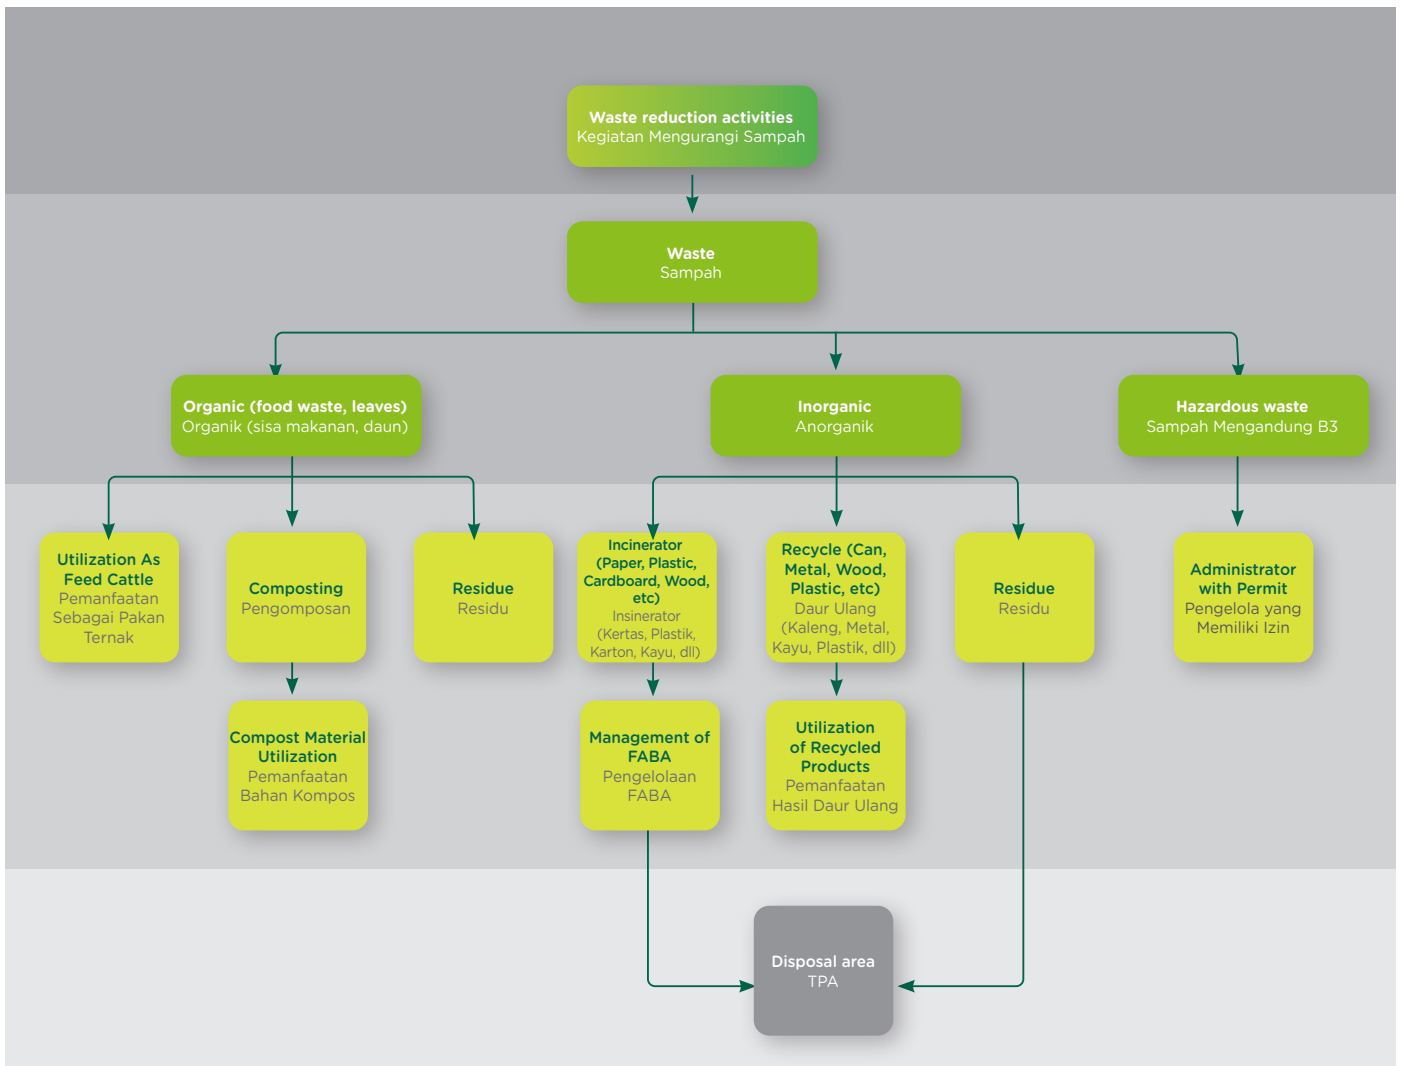 Waste reduction activities
Kegiatan Mengurangi Sampah
Waste
Sampah
Organic (food waste, leaves)
Organik (sisa makanan, daun)
Inorganic
Anorganik
Hazardous waste
Sampah Mengandung B3
Utilization As
Feed Cattle
Pemanfaatan
Sebagai Pakan
Ternak
Composting
Pengomposan
Residue
Residu
Incinerator
(Paper, Plastic,
Cardboard, Wood,
etc)
Insinerator
(Kertas, Plastik,
Karton, Kayu, dll)
Recycle (Can,
Metal, Wood,
Plastic, etc)
Daur Ulang
(Kaleng, Metal,
Kayu, Plastik, dll)
Residue
Residu
Administrator
with Permit
Pengelola yang
Memiliki Izin
Compost Material
Utilization
Pemanfaatan
Bahan Kompos
Management of
FABA
Pengelolaan
FABA
Utilization
of Recycled
Products
Pemanfaatan
Hasil Daur Ulang
Disposal area
TPA